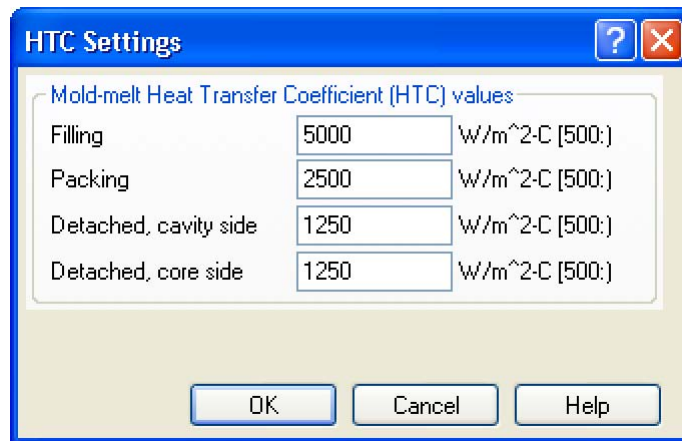 HTC Settings
Mold-melt Heat Transfer Coefficient (HTC) values
Filling 5000 W/m^2-C [500:)
Packing 2500 W/m^2-C [500:)
Detached, cavity side 1250 W/m^2-C [500:)
Detached, core side 1250 W/m^2-C [500:)
OK Cancel Help